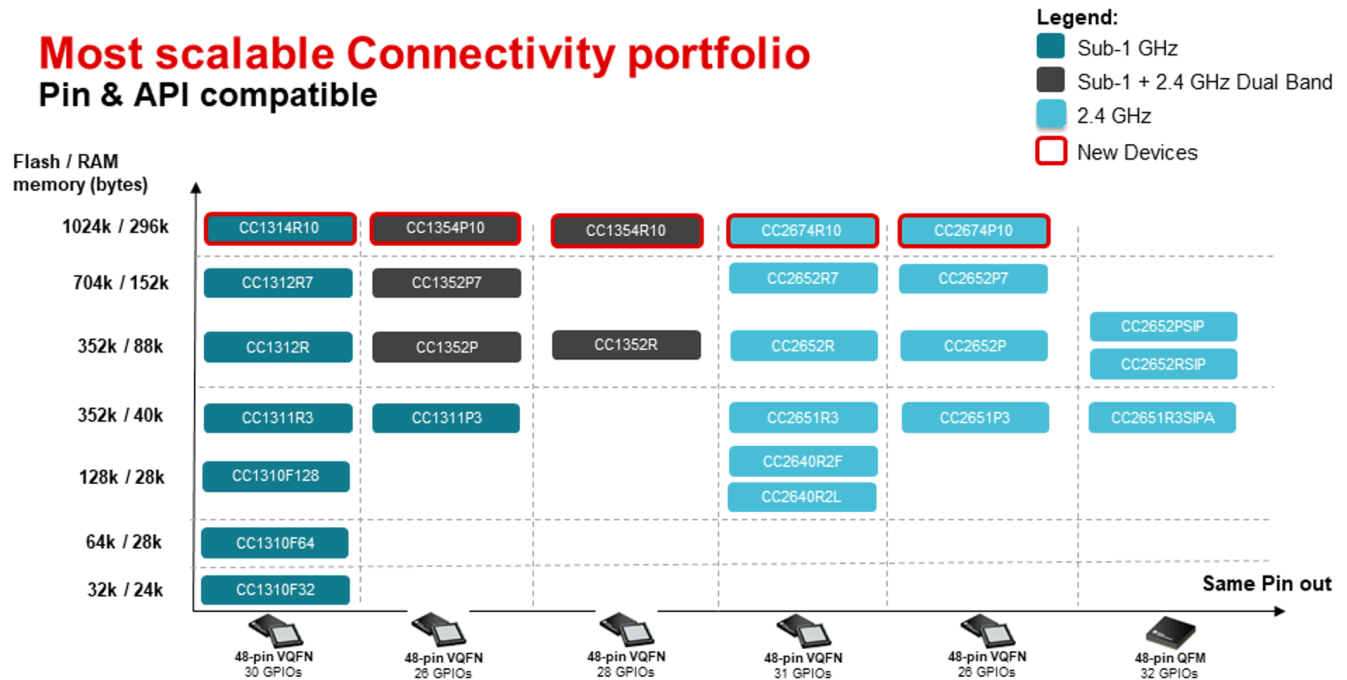 Legend:
Most scalable Connectivity portfolio
Pin & API compatible
Sub-1 GHz
Sub-1 + 2.4 GHz Dual Band
2.4 GHz
New Devices
Flash / RAM
memory (bytes)
1024k / 296k
CC1314R10
CC1354P10
CC1354R10
CC2674R10
CC2674P10
704k / 152k
CC1312R7
CC1352P7
CC2652R7
CC2652P7
352k / 88k
CC1312R
CC1352P
CC1352R
CC2652R
CC2652P
CC2652PSIP
CC2652RSIP
352k / 40k
CC1311R3
CC1311P3
CC2651R3
CC2651P3
CC2651R3SIPA
128k / 28k
CC1310F128
CC2640R2F
CC2640R2L
64k / 28k
CC1310F64
32k / 24k
CC1310F32
Same Pin out
48-pin VQFN
30 GPIOs
48-pin VQFN
26 GPIOs
48-pin VQFN
28 GPIOs
48-pin VQFN
31 GPIOs
48-pin VQFN
26 GPIOs
48-pin QFM
32 GPIOs